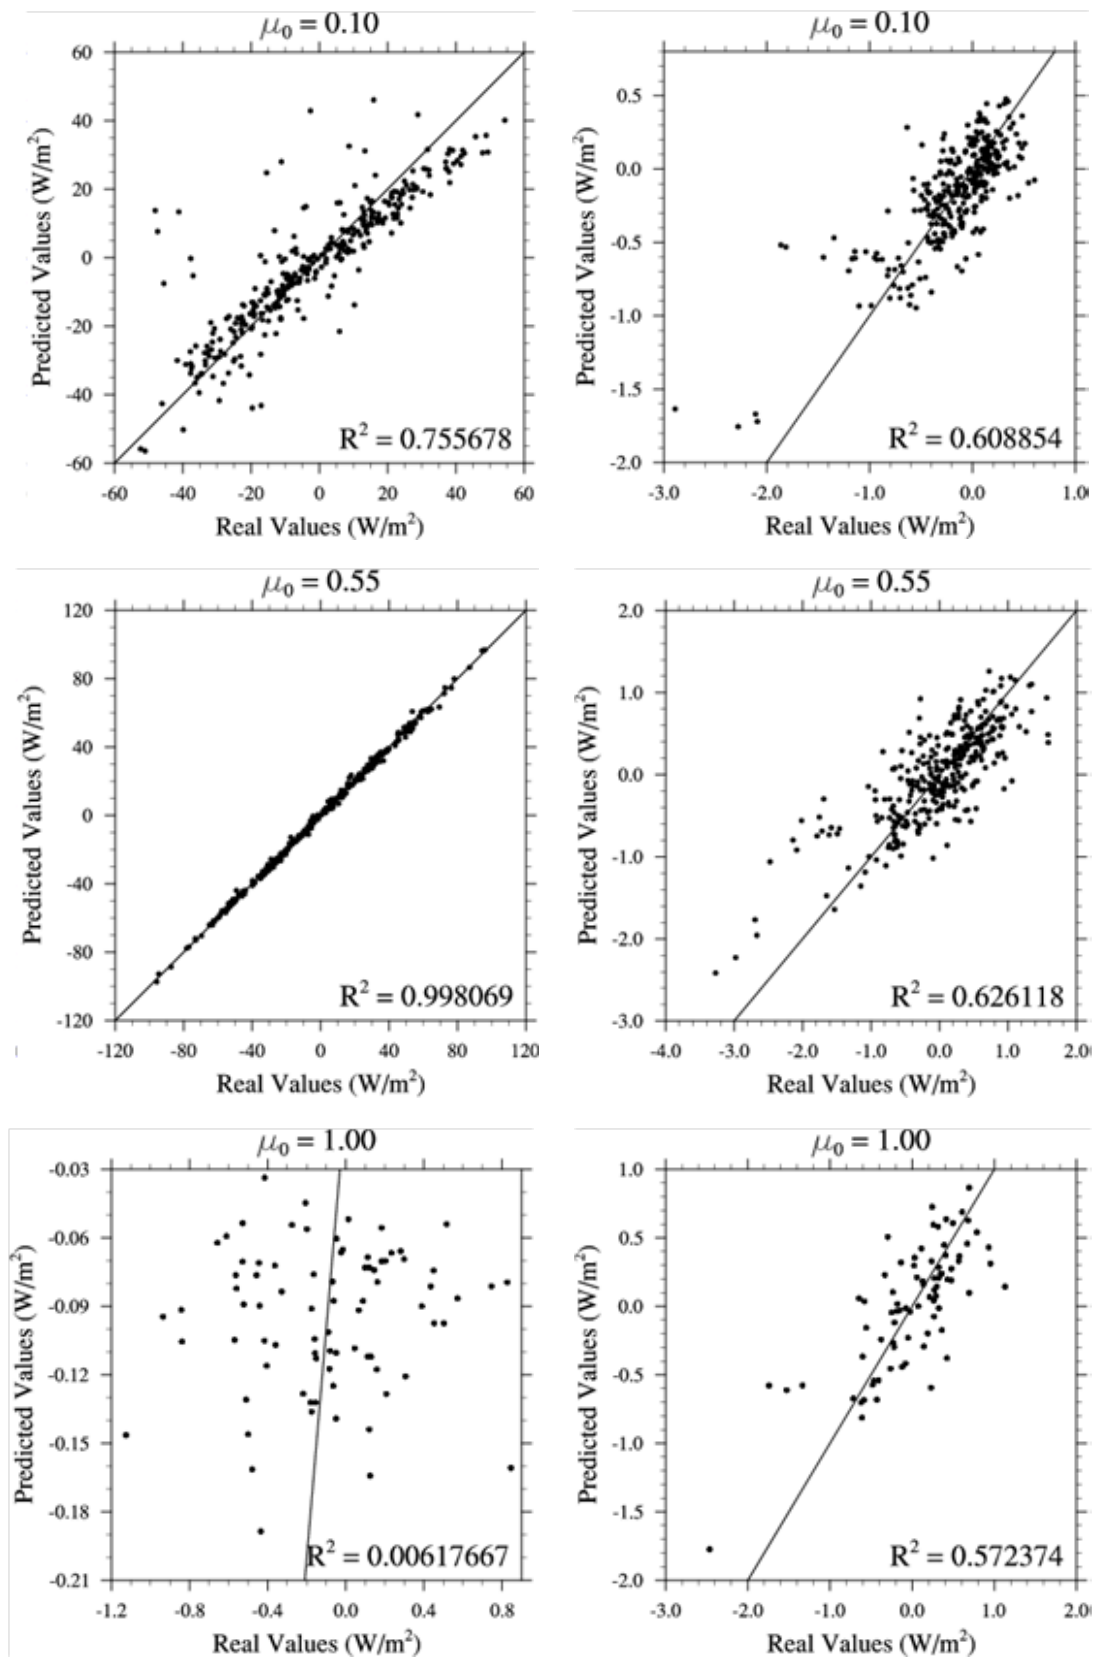 μ₀ = 0.10
60
40
20
0
-20
-40
-60
Predicted Values (W/m²)
R² = 0.755678
-60 -40 -20 0 20 40 60
Real Values (W/m²)
μ₀ = 0.10
0.5
0.0
-0.5
-1.0
-1.5
-2.0
Predicted Values (W/m²)
R² = 0.608854
-3.0 -2.0 -1.0 0.0 1.0
Real Values (W/m²)
μ₀ = 0.55
120
80
40
0
-40
-80
-120
Predicted Values (W/m²)
R² = 0.998069
-120 -80 -40 0 40 80 120
Real Values (W/m²)
μ₀ = 0.55
2.0
1.0
0.0
-1.0
-2.0
-3.0
Predicted Values (W/m²)
R² = 0.626118
-4.0 -3.0 -2.0 -1.0 0.0 1.0 2.0
Real Values (W/m²)
μ₀ = 1.00
-0.03
-0.06
-0.09
-0.12
-0.15
-0.18
-0.21
Predicted Values (W/m²)
R² = 0.00617667
-1.2 -0.8 -0.4 0.0 0.4 0.8
Real Values (W/m²)
μ₀ = 1.00
1.0
0.5
0.0
-0.5
-1.0
-1.5
-2.0
Predicted Values (W/m²)
R² = 0.572374
-3.0 -2.0 -1.0 0.0 1.0 2.0
Real Values (W/m²)